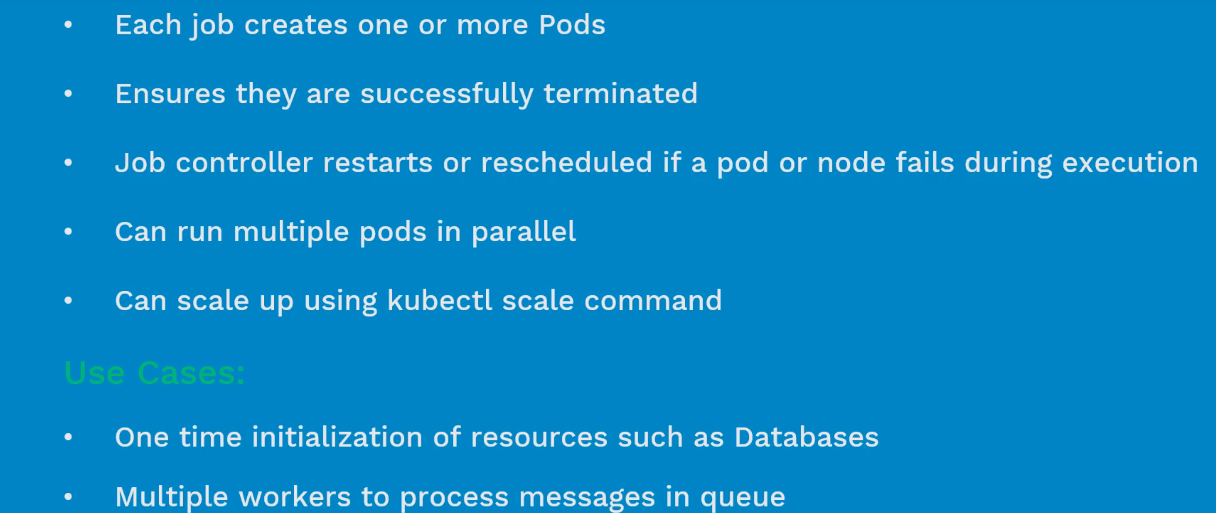 • Each job creates one or more Pods
• Ensures they are successfully terminated
• Job controller restarts or rescheduled if a pod or node fails during execution
• Can run multiple pods in parallel
• Can scale up using kubectl scale command
Use Cases:
• One time initialization of resources such as Databases
• Multiple workers to process messages in queue